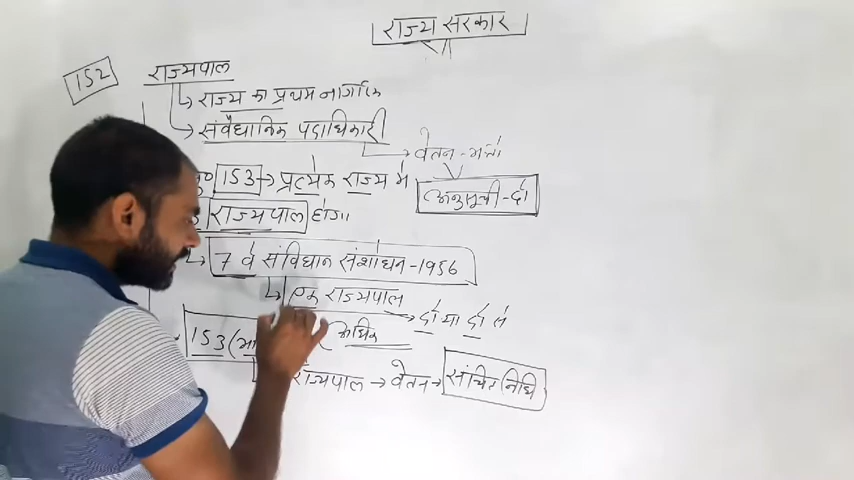 राज्य सरकार
152 राज्यपाल
राज्य का प्रथम नागरिक
संवैधानिक पदाधिकारी
वेतन - भत्ते
153 → प्रत्येक राज्य में
अनुसूची - दो
राज्यपाल होगा।
7 वें संविधान संशोधन - 1956
एक राज्यपाल
दो या दो से
153 अधिक
राज्यपाल → वेतन → संचित निधि